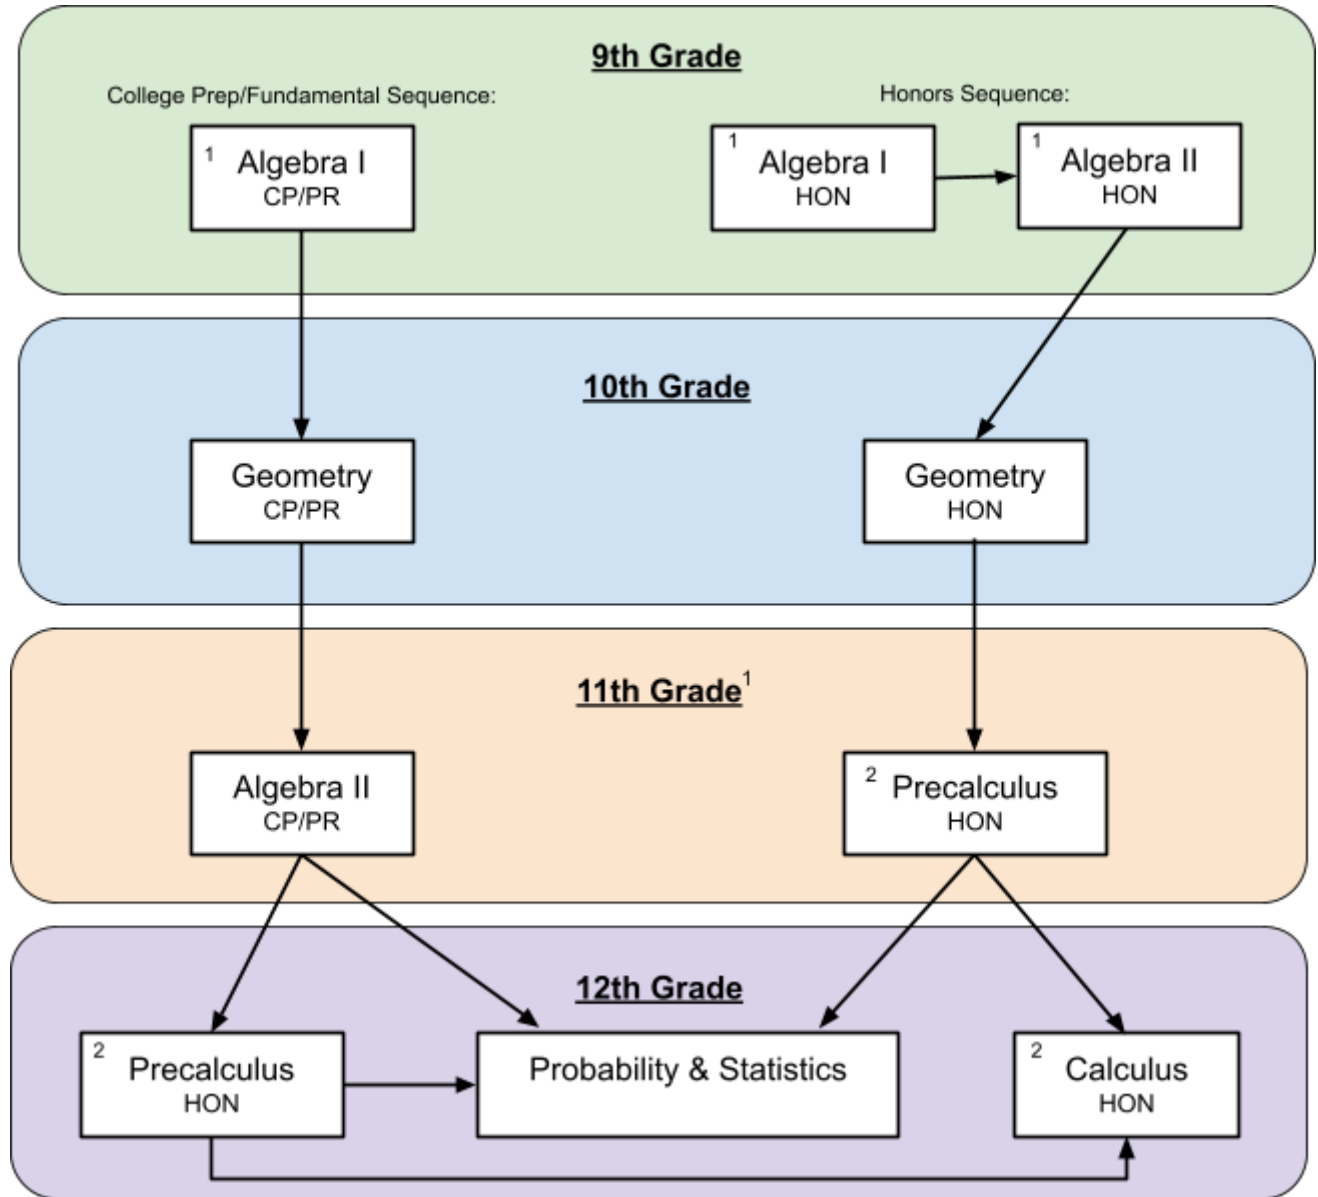 9th Grade
College Prep/Fundamental Sequence:
Honors Sequence:
1 Algebra I
CP/PR
1 Algebra I
HON
1 Algebra II
HON
10th Grade
Geometry
CP/PR
Geometry
HON
11th Grade1
Algebra II
CP/PR
2 Precalculus
HON
12th Grade
2 Precalculus
HON
Probability & Statistics
2 Calculus
HON